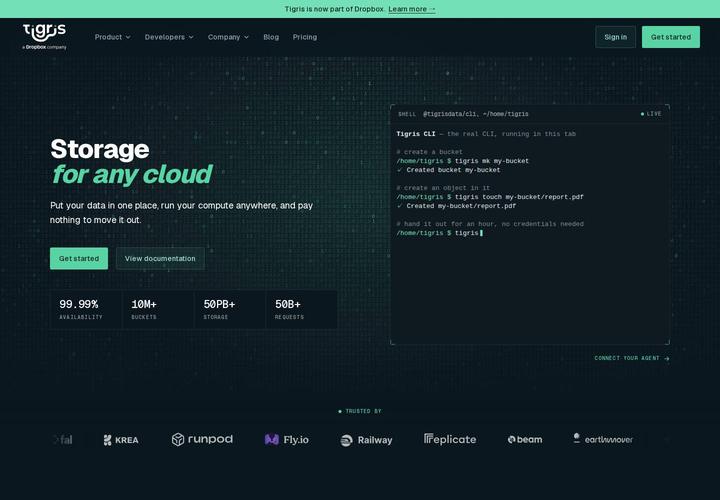 Tigris is now part of Dropbox. Learn more →
Tigris
a Dropbox company
Product
Developers
Company
Blog
Pricing
Sign in
Get started
Storage
for any cloud
Put your data in one place, run your compute anywhere, and pay
nothing to move it out.
Get started
View documentation
99.99%
AVAILABILITY
10M+
BUCKETS
50PB+
STORAGE
50B+
REQUESTS
SHELL @tigrisdata/cli, ~/home/tigris
LIVE
Tigris CLI — the real CLI, running in this tab
# create a bucket
/home/tigris $ tigris mk my-bucket
✓ Created bucket my-bucket
# create an object in it
/home/tigris $ tigris touch my-bucket/report.pdf
✓ Created my-bucket/report.pdf
# hand it out for an hour, no credentials needed
/home/tigris $ tigris
CONNECT YOUR AGENT →
TRUSTED BY
fal
KREA
runpod
Fly.io
Railway
Replicate
beam
earthmover